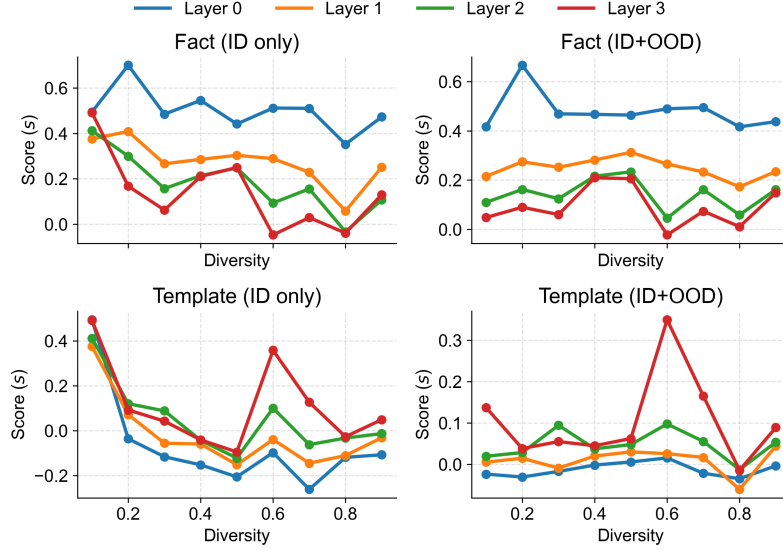 Layer 0 Layer 1 Layer 2 Layer 3
Fact (ID only)
Score (s)
0.6
0.4
0.2
0.0
Diversity
Fact (ID+OOD)
Score (s)
0.6
0.4
0.2
0.0
Diversity
Template (ID only)
Score (s)
0.4
0.2
0.0
−0.2
0.2 0.4 0.6 0.8
Diversity
Template (ID+OOD)
Score (s)
0.3
0.2
0.1
0.0
0.2 0.4 0.6 0.8
Diversity